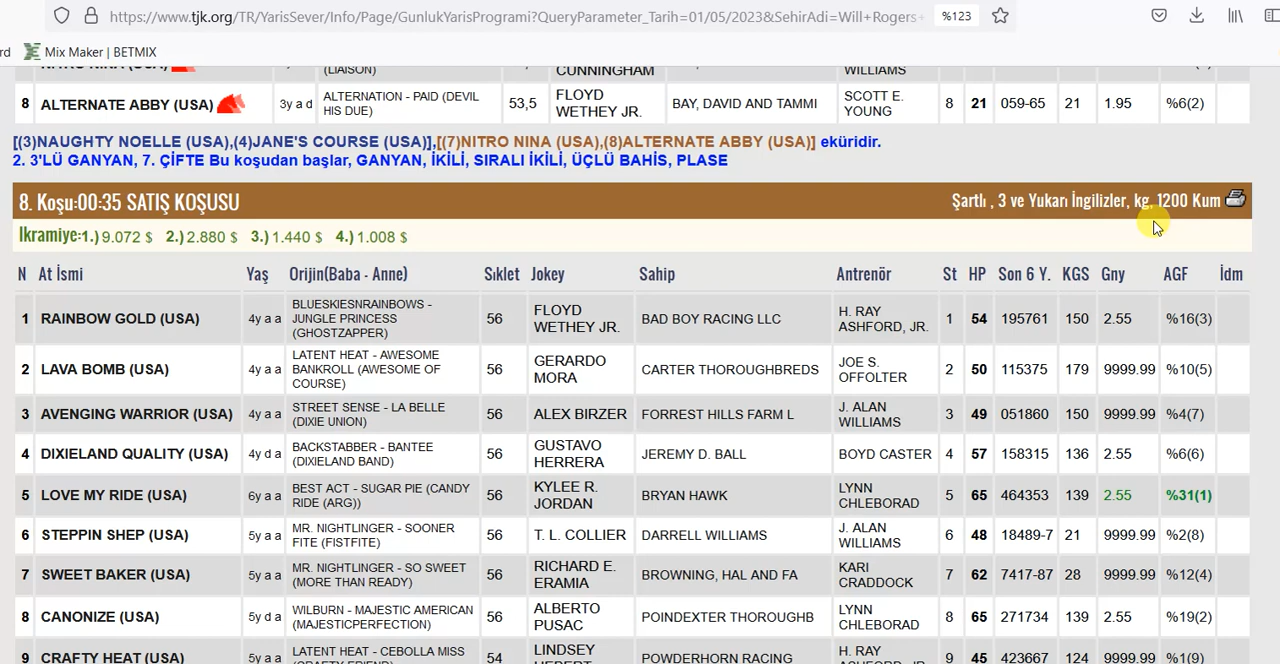 https://www.tjk.org/TR/YarisSever/Info/Page/GunlukYarisProgrami?QueryParameter_Tarih=01/05/2023&SehirAdi=Will+Rogers+
%123
rd Mix Maker | BETMIX
NITRO NINA (USA) (LIAISON) CUNNINGHAM WILLIAMS
8 ALTERNATE ABBY (USA) 3y a d ALTERNATION - PAID (DEVIL HIS DUE) 53,5 FLOYD WETHEY JR. BAY, DAVID AND TAMMI SCOTT E. YOUNG 8 21 059-65 21 1.95 %6(2)
[(3)NAUGHTY NOELLE (USA),(4)JANE'S COURSE (USA)],[(7)NITRO NINA (USA),(8)ALTERNATE ABBY (USA)] eküridir.
2. 3'LÜ GANYAN, 7. ÇİFTE Bu koşudan başlar, GANYAN, İKİLİ, SIRALI İKİLİ, ÜÇLÜ BAHİS, PLASE
8. Koşu:00:35 SATIŞ KOŞUSU Şartlı , 3 ve Yukarı İngilizler, kg, 1200 Kum
İkramiye:1.) 9.072 $ 2.) 2.880 $ 3.) 1.440 $ 4.) 1.008 $
N At İsmi Yaş Orijin(Baba - Anne) Sıklet Jokey Sahip Antrenör St HP Son 6 Y. KGS Gny AGF İdm
1 RAINBOW GOLD (USA) 4y a a BLUESKIESNRAINBOWS - JUNGLE PRINCESS (GHOSTZAPPER) 56 FLOYD WETHEY JR. BAD BOY RACING LLC H. RAY ASHFORD, JR. 1 54 195761 150 2.55 %16(3)
2 LAVA BOMB (USA) 4y a a LATENT HEAT - AWESOME BANKROLL (AWESOME OF COURSE) 56 GERARDO MORA CARTER THOROUGHBREDS JOE S. OFFOLTER 2 50 115375 179 9999.99 %10(5)
3 AVENGING WARRIOR (USA) 4y a a STREET SENSE - LA BELLE (DIXIE UNION) 56 ALEX BIRZER FORREST HILLS FARM L J. ALAN WILLIAMS 3 49 051860 150 9999.99 %4(7)
4 DIXIELAND QUALITY (USA) 4y d a BACKSTABBER - BANTEE (DIXIELAND BAND) 56 GUSTAVO HERRERA JEREMY D. BALL BOYD CASTER 4 57 158315 136 2.55 %6(6)
5 LOVE MY RIDE (USA) 6y a a BEST ACT - SUGAR PIE (CANDY RIDE (ARG)) 56 KYLEE R. JORDAN BRYAN HAWK LYNN CHLEBORAD 5 65 464353 139 2.55 %31(1)
6 STEPPIN SHEP (USA) 5y a a MR. NIGHTLINGER - SOONER FITE (FISTFITE) 56 T. L. COLLIER DARRELL WILLIAMS J. ALAN WILLIAMS 6 48 18489-7 21 9999.99 %2(8)
7 SWEET BAKER (USA) 5y a a MR. NIGHTLINGER - SO SWEET (MORE THAN READY) 56 RICHARD E. ERAMIA BROWNING, HAL AND FA KARI CRADDOCK 7 62 7417-87 28 9999.99 %12(4)
8 CANONIZE (USA) 5y d a WILBURN - MAJESTIC AMERICAN (MAJESTICPERFECTION) 56 ALBERTO PUSAC POINDEXTER THOROUGHB LYNN CHLEBORAD 8 65 271734 139 2.55 %19(2)
9 CRAFTY HEAT (USA) 5y a a LATENT HEAT - CEBOLLA MISS 54 LINDSEY POWDERHORN RACING H. RAY 9 45 423667 124 9999.99 %1(9)